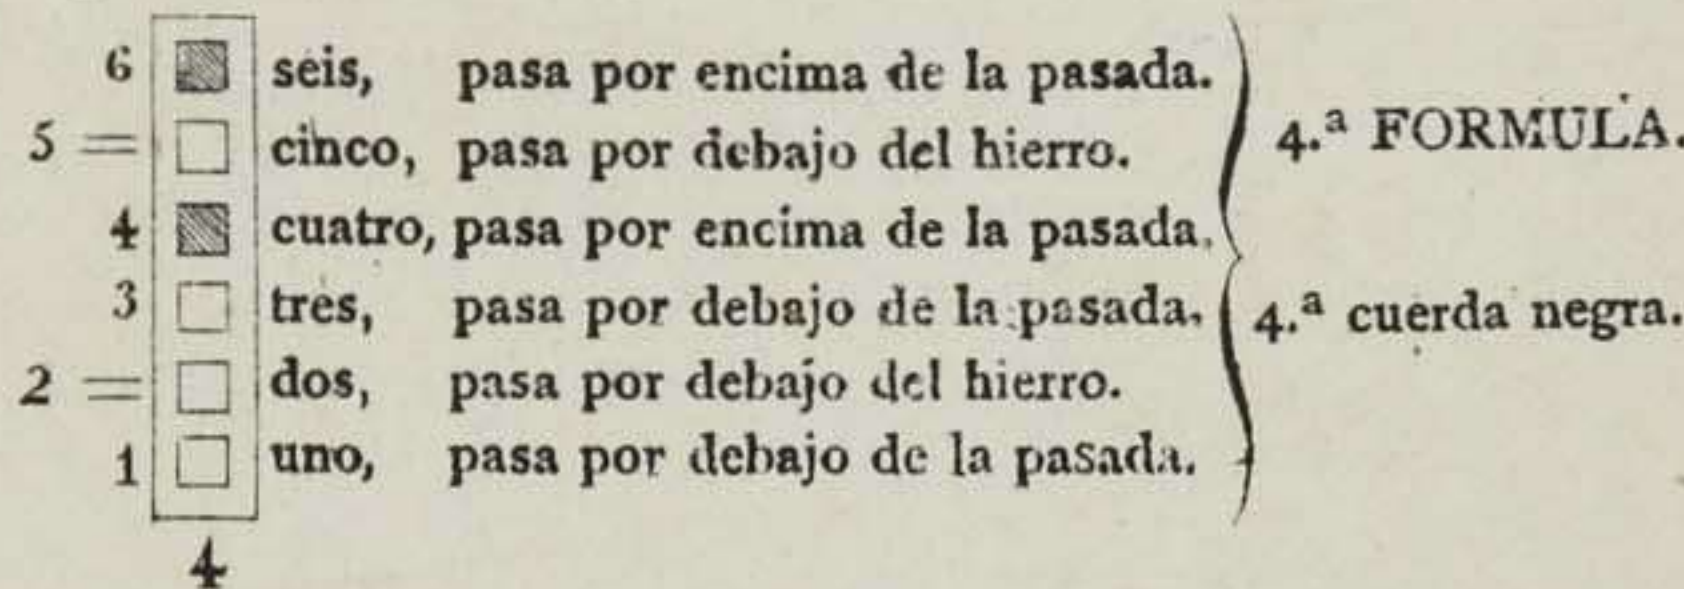 6 seis, pasa por encima de la pasada.
5 = cinco, pasa por debajo del hierro.
4 cuatro, pasa por encima de la pasada.
3 tres, pasa por debajo de la pasada.
2 = dos, pasa por debajo del hierro.
1 uno, pasa por debajo de la pasada.
4
4.ª FORMULA.
4.ª cuerda negra.